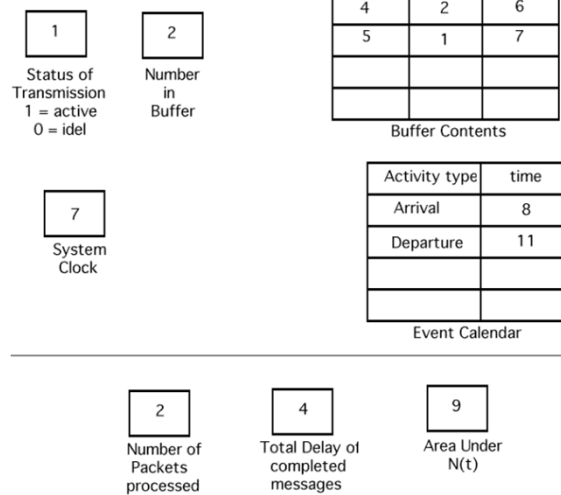 1
Status of
Transmission
1 = active
0 = idel
2
Number
in
Buffer
4 2 6
5 1 7
Buffer Contents
7
System
Clock
Activity type time
Arrival 8
Departure 11
Event Calendar
2
Number of
Packets
processed
4
Total Delay of
completed
messages
9
Area Under
N(t)